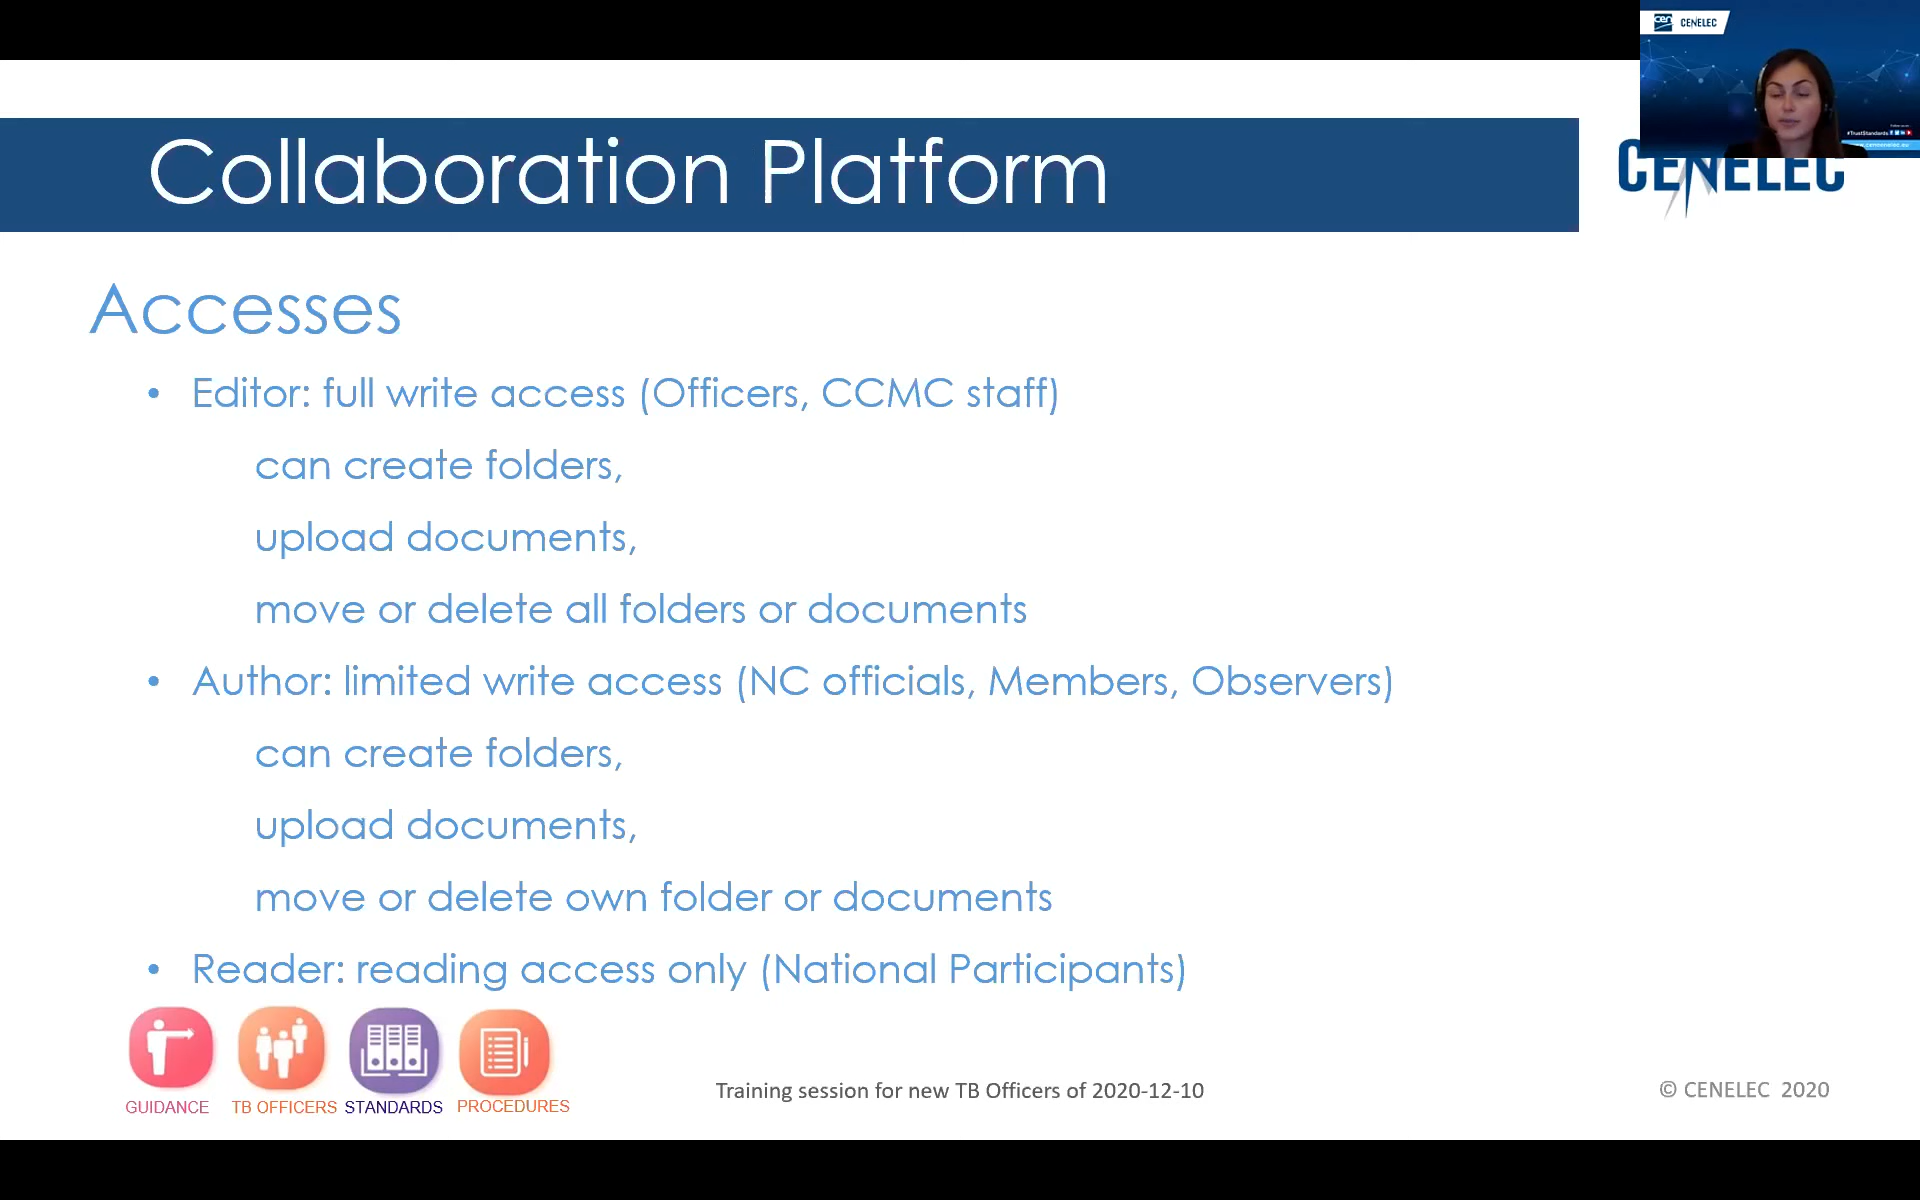 cen CENELEC
Collaboration Platform
#TrustStandards
CENELEC
Accesses
• Editor: full write access (Officers, CCMC staff)
can create folders,
upload documents,
move or delete all folders or documents
• Author: limited write access (NC officials, Members, Observers)
can create folders,
upload documents,
move or delete own folder or documents
• Reader: reading access only (National Participants)
GUIDANCE TB OFFICERS STANDARDS PROCEDURES
Training session for new TB Officers of 2020-12-10
© CENELEC 2020